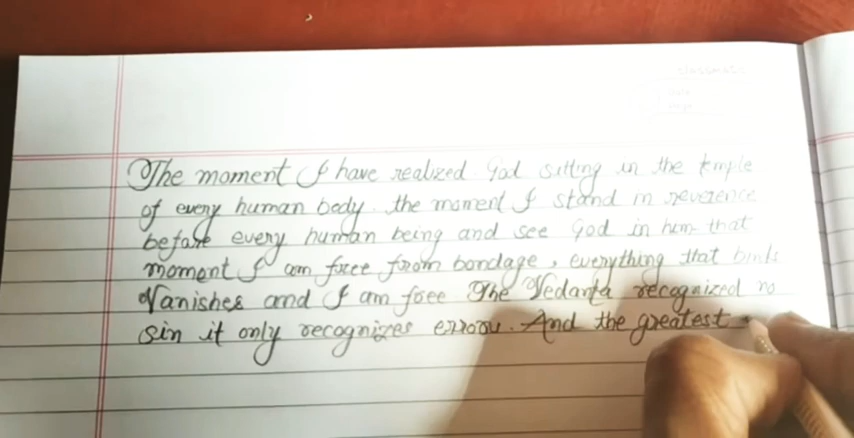 classmate
The moment I have realized God sitting in the temple
of every human body. the moment I stand in reverence
before every human being and see God in him that
moment I am free from bondage, everything that binds
Vanishes and I am free The Vedanta recognized no
sin it only recognizes error. And the greatest